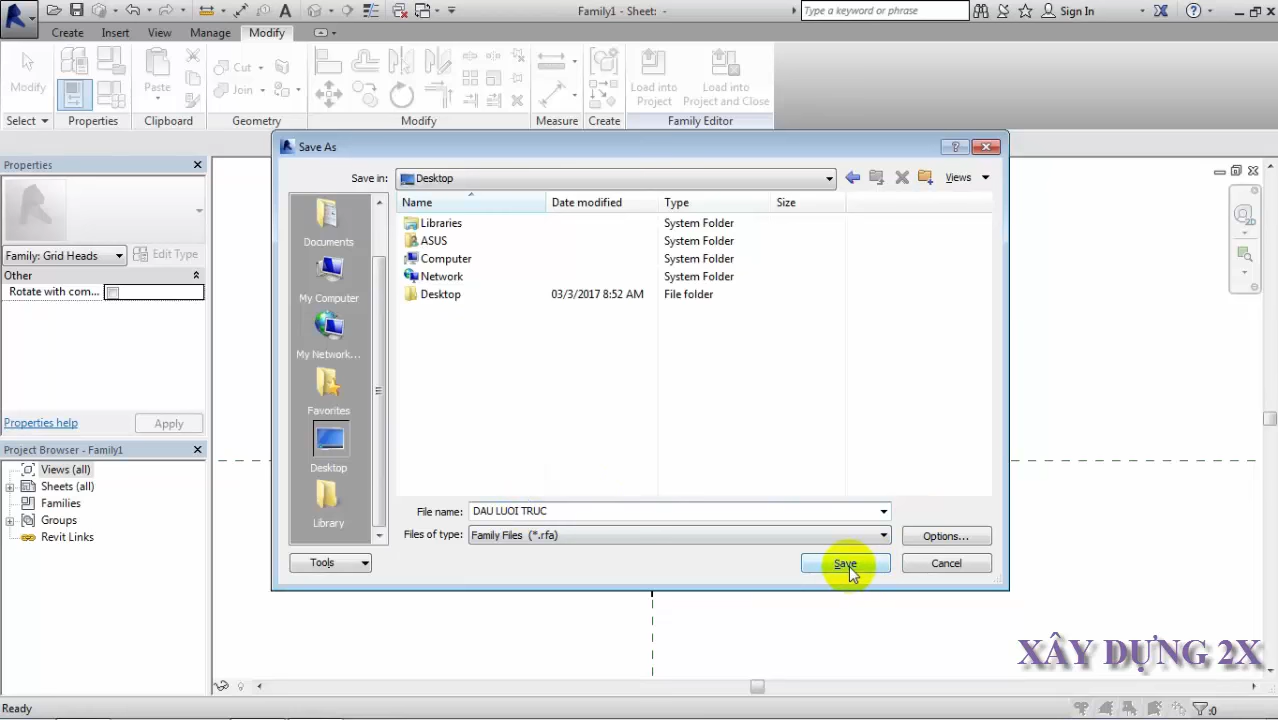 Family1 - Sheet: -
Type a keyword or phrase
Sign In
Create
Insert
View
Manage
Modify
Modify
Paste
Cut
Join
Load into
Project
Load into
Project and Close
Select
Properties
Clipboard
Geometry
Modify
Measure
Create
Family Editor
Properties
Family: Grid Heads
Edit Type
Other
Rotate with com...
Properties help
Apply
Project Browser - Family1
Views (all)
Sheets (all)
Families
Groups
Revit Links
Save As
Save in:
Desktop
Views
Documents
My Computer
My Network...
Favorites
Desktop
Library
Name
Date modified
Type
Size
Libraries
System Folder
ASUS
System Folder
Computer
System Folder
Network
System Folder
Desktop
03/3/2017 8:52 AM
File folder
File name:
DAU LUOI TRUC
Files of type:
Family Files (*.rfa)
Options...
Tools
Save
Cancel
2D
XÂY DỰNG 2X
Ready
:0